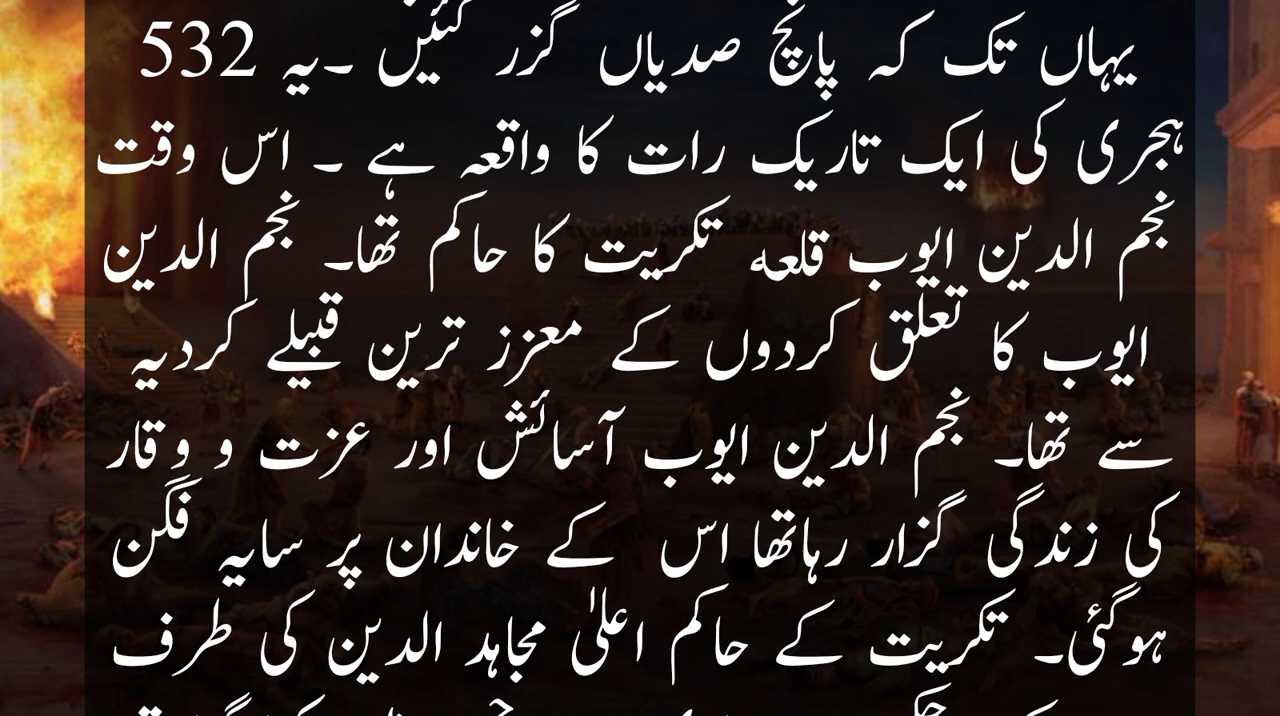 یہاں تک کہ پانچ صدیاں گزر گئیں ۔یہ 532
ہجری کی ایک تاریک رات کا واقعہ ہے ۔ اس وقت
نجم الدین ایوب قلعہ تکریت کا حاکم تھا۔ نجم الدین
ایوب کا تعلق کردوں کے معزز ترین قبیلے کردیہ
سے تھا۔ نجم الدین ایوب آسائش اور عزت و وقار
کی زندگی گزار رہاتھا اس کے خاندان پر سایہ فگن
ہوگئی۔ تکریت کے حاکم اعلیٰ مجاہد الدین کی طرف